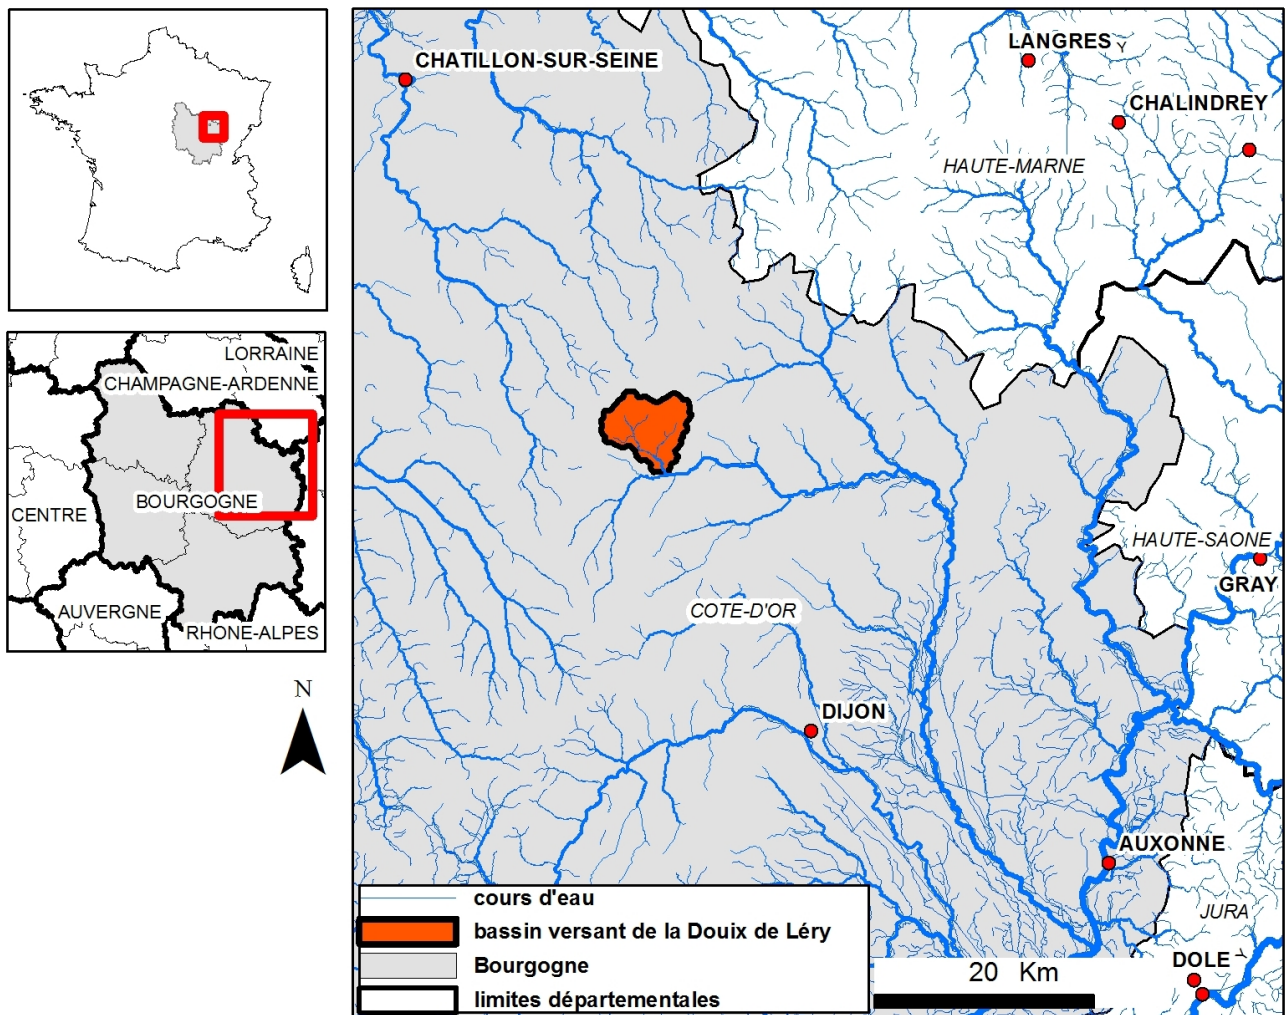 LORRAINE
CHAMPAGNE-ARDENNE
BOURGOGNE
CENTRE
AUVERGNE
RHONE-ALPES
N
CHATILLON-SUR-SEINE
LANGRES
CHALINDREY
HAUTE-MARNE
HAUTE-SAONE
GRAY
COTE-D'OR
DIJON
AUXONNE
JURA
DOLE
cours d'eau
bassin versant de la Douix de Léry
Bourgogne
limites départementales
20 Km